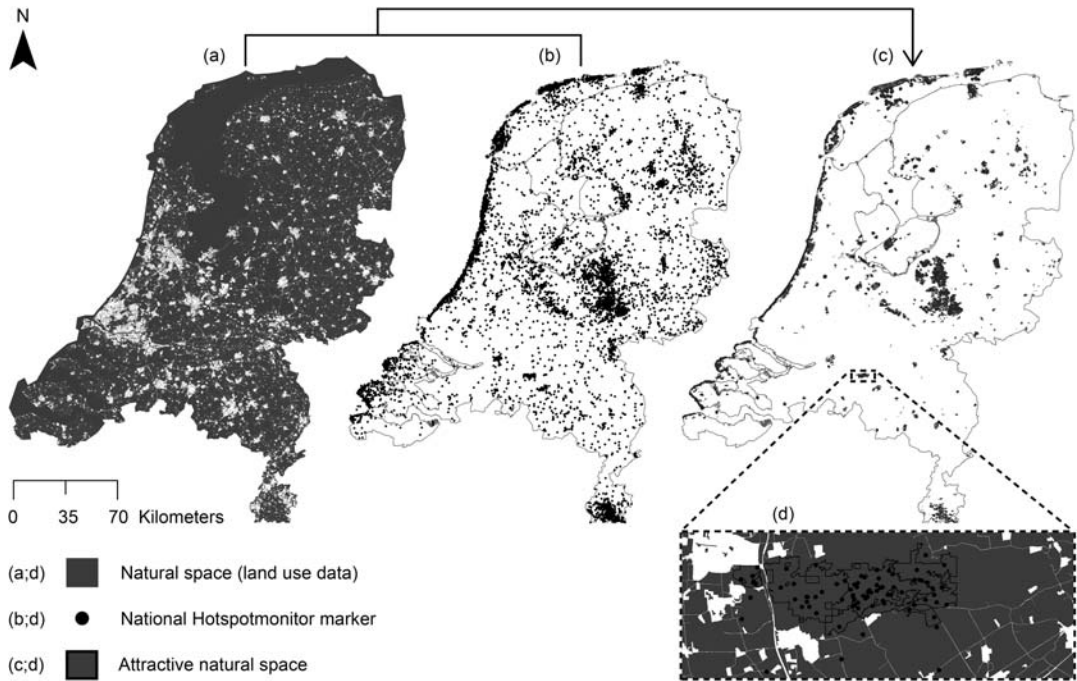 N
(a)
(b)
(c)
0 35 70 Kilometers
(d)
(a;d) Natural space (land use data)
(b;d) National Hotspotmonitor marker
(c;d) Attractive natural space